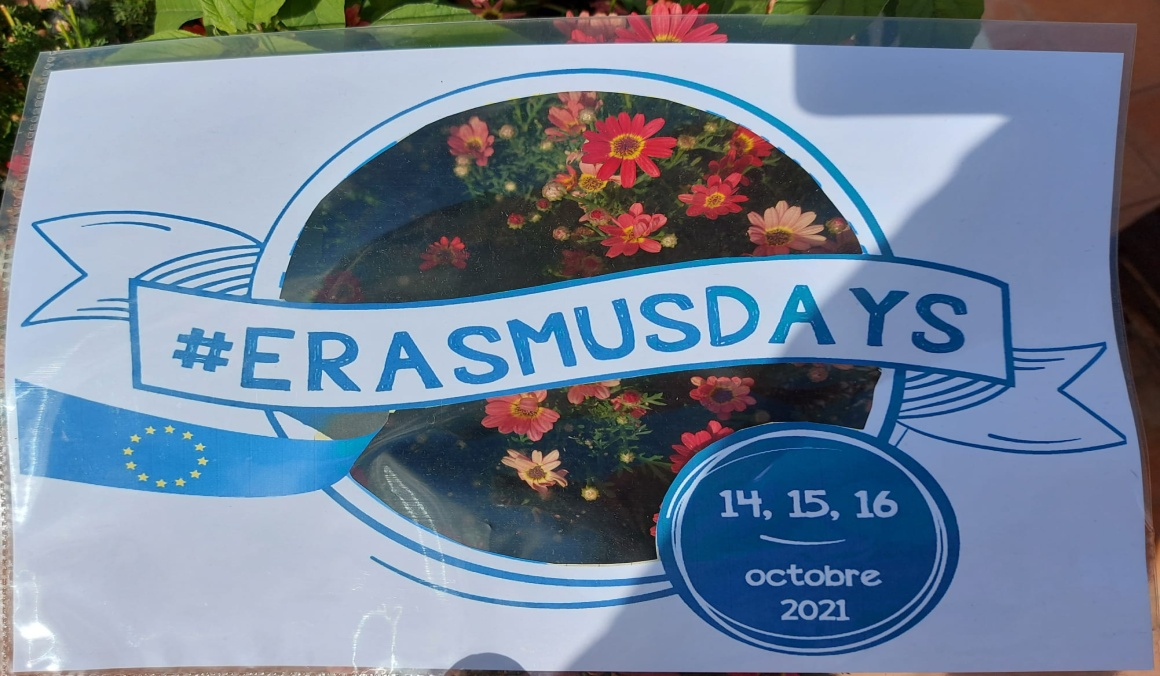 #ERASMUSDAYS
14, 15, 16
octobre
2021